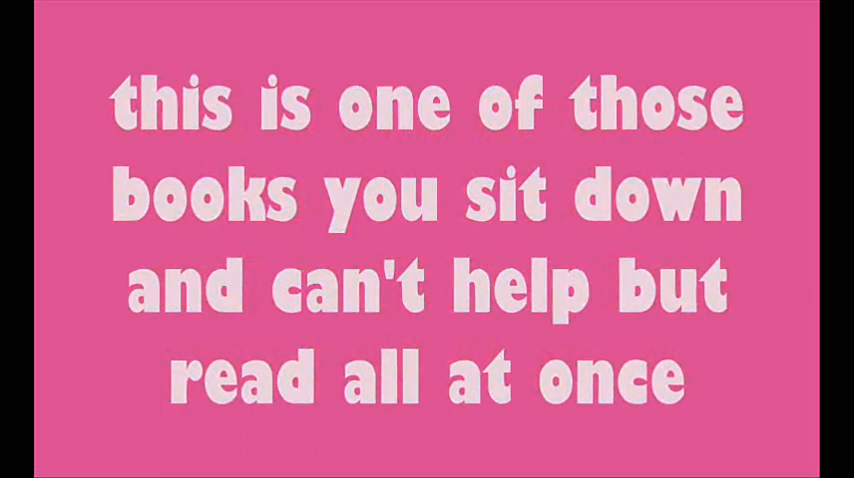 this is one of those
books you sit down
and can't help but
read all at once